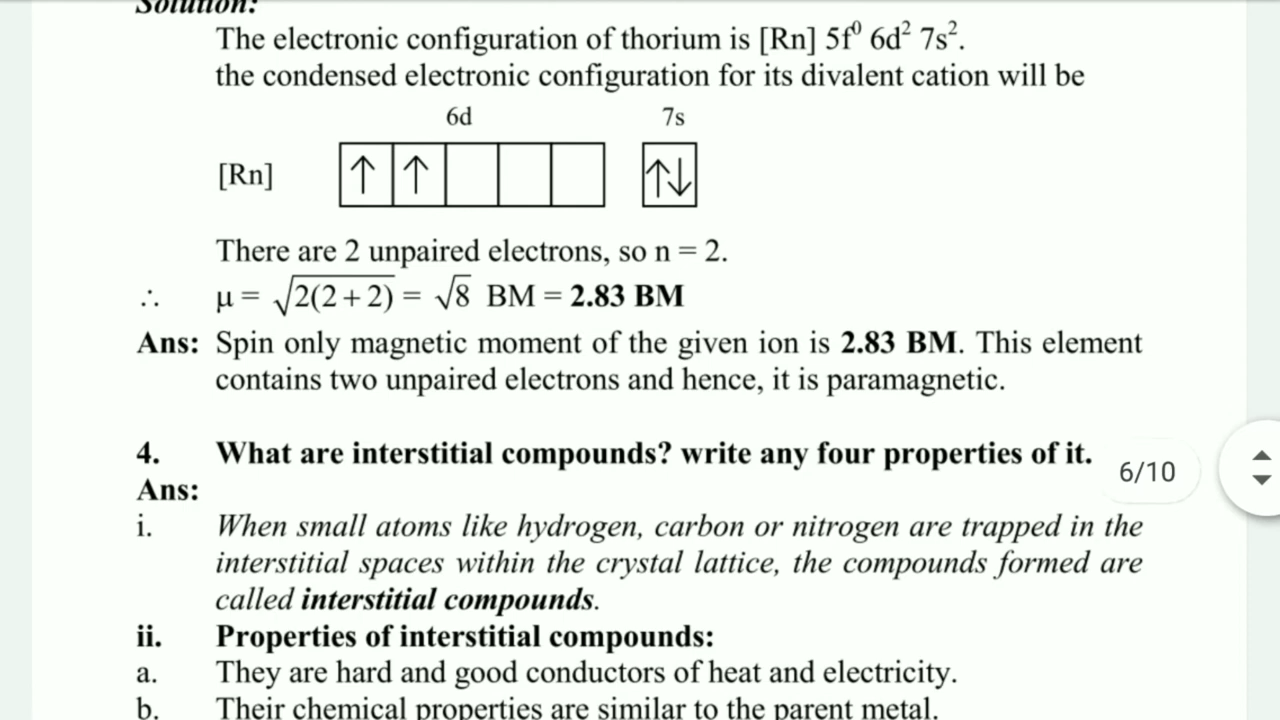 Solution:
The electronic configuration of thorium is [Rn] 5f⁰ 6d² 7s².
the condensed electronic configuration for its divalent cation will be
6d 7s
[Rn] ↑ ↑ ↑↓
There are 2 unpaired electrons, so n = 2.
∴ μ = √2(2 + 2) = √8 BM = 2.83 BM
Ans: Spin only magnetic moment of the given ion is 2.83 BM. This element
contains two unpaired electrons and hence, it is paramagnetic.
4. What are interstitial compounds? write any four properties of it.
6/10
Ans:
i. When small atoms like hydrogen, carbon or nitrogen are trapped in the
interstitial spaces within the crystal lattice, the compounds formed are
called interstitial compounds.
ii. Properties of interstitial compounds:
a. They are hard and good conductors of heat and electricity.
b. Their chemical properties are similar to the parent metal.